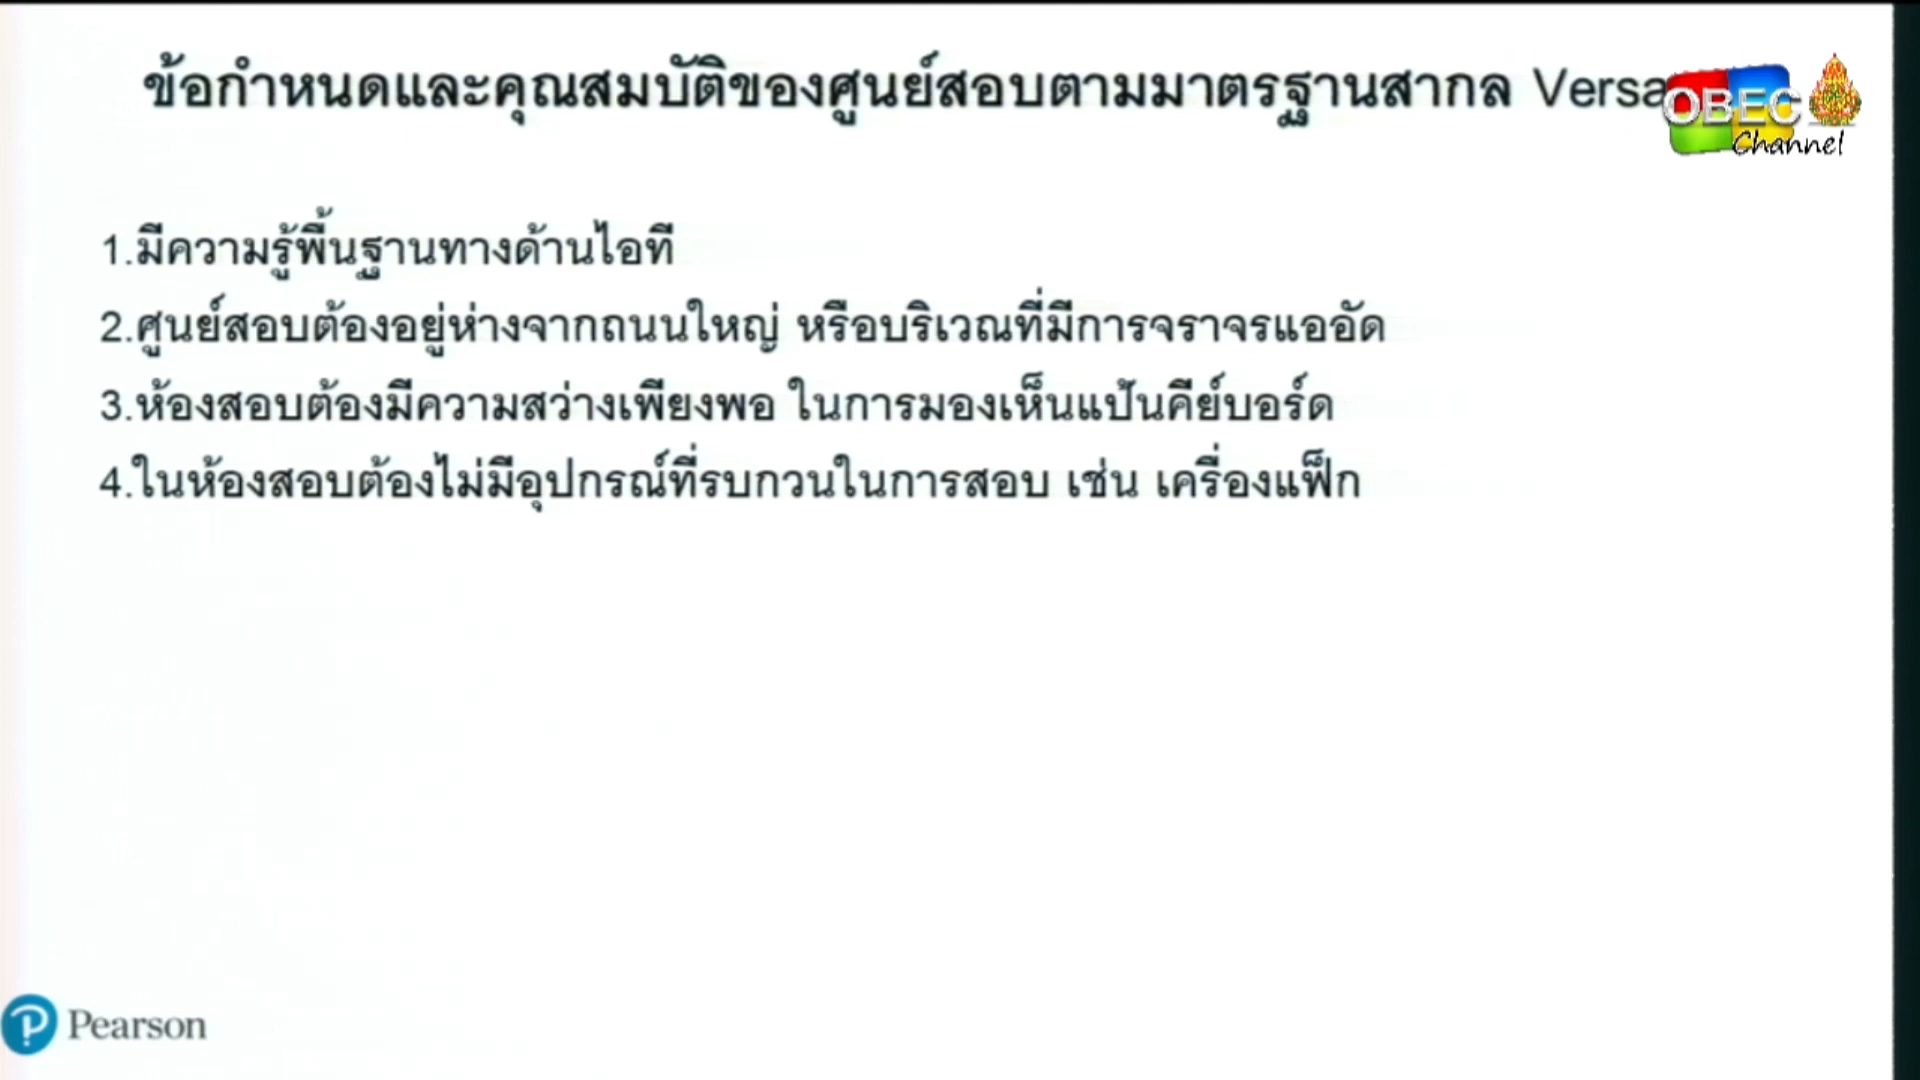 ข้อกำหนดและคุณสมบัติของศูนย์สอบตามมาตรฐานสากล
OBEC
Channel
1.มีความรู้พื้นฐานทางด้านไอที
2.ศูนย์สอบต้องอยู่ห่างจากถนนใหญ่ หรือบริเวณที่มีการจราจรแออัด
3.ห้องสอบต้องมีความสว่างเพียงพอ ในการมองเห็นแป้นคีย์บอร์ด
4.ในห้องสอบต้องไม่มีอุปกรณ์ที่รบกวนในการสอบ เช่น เครื่องแฟ็ก
Pearson